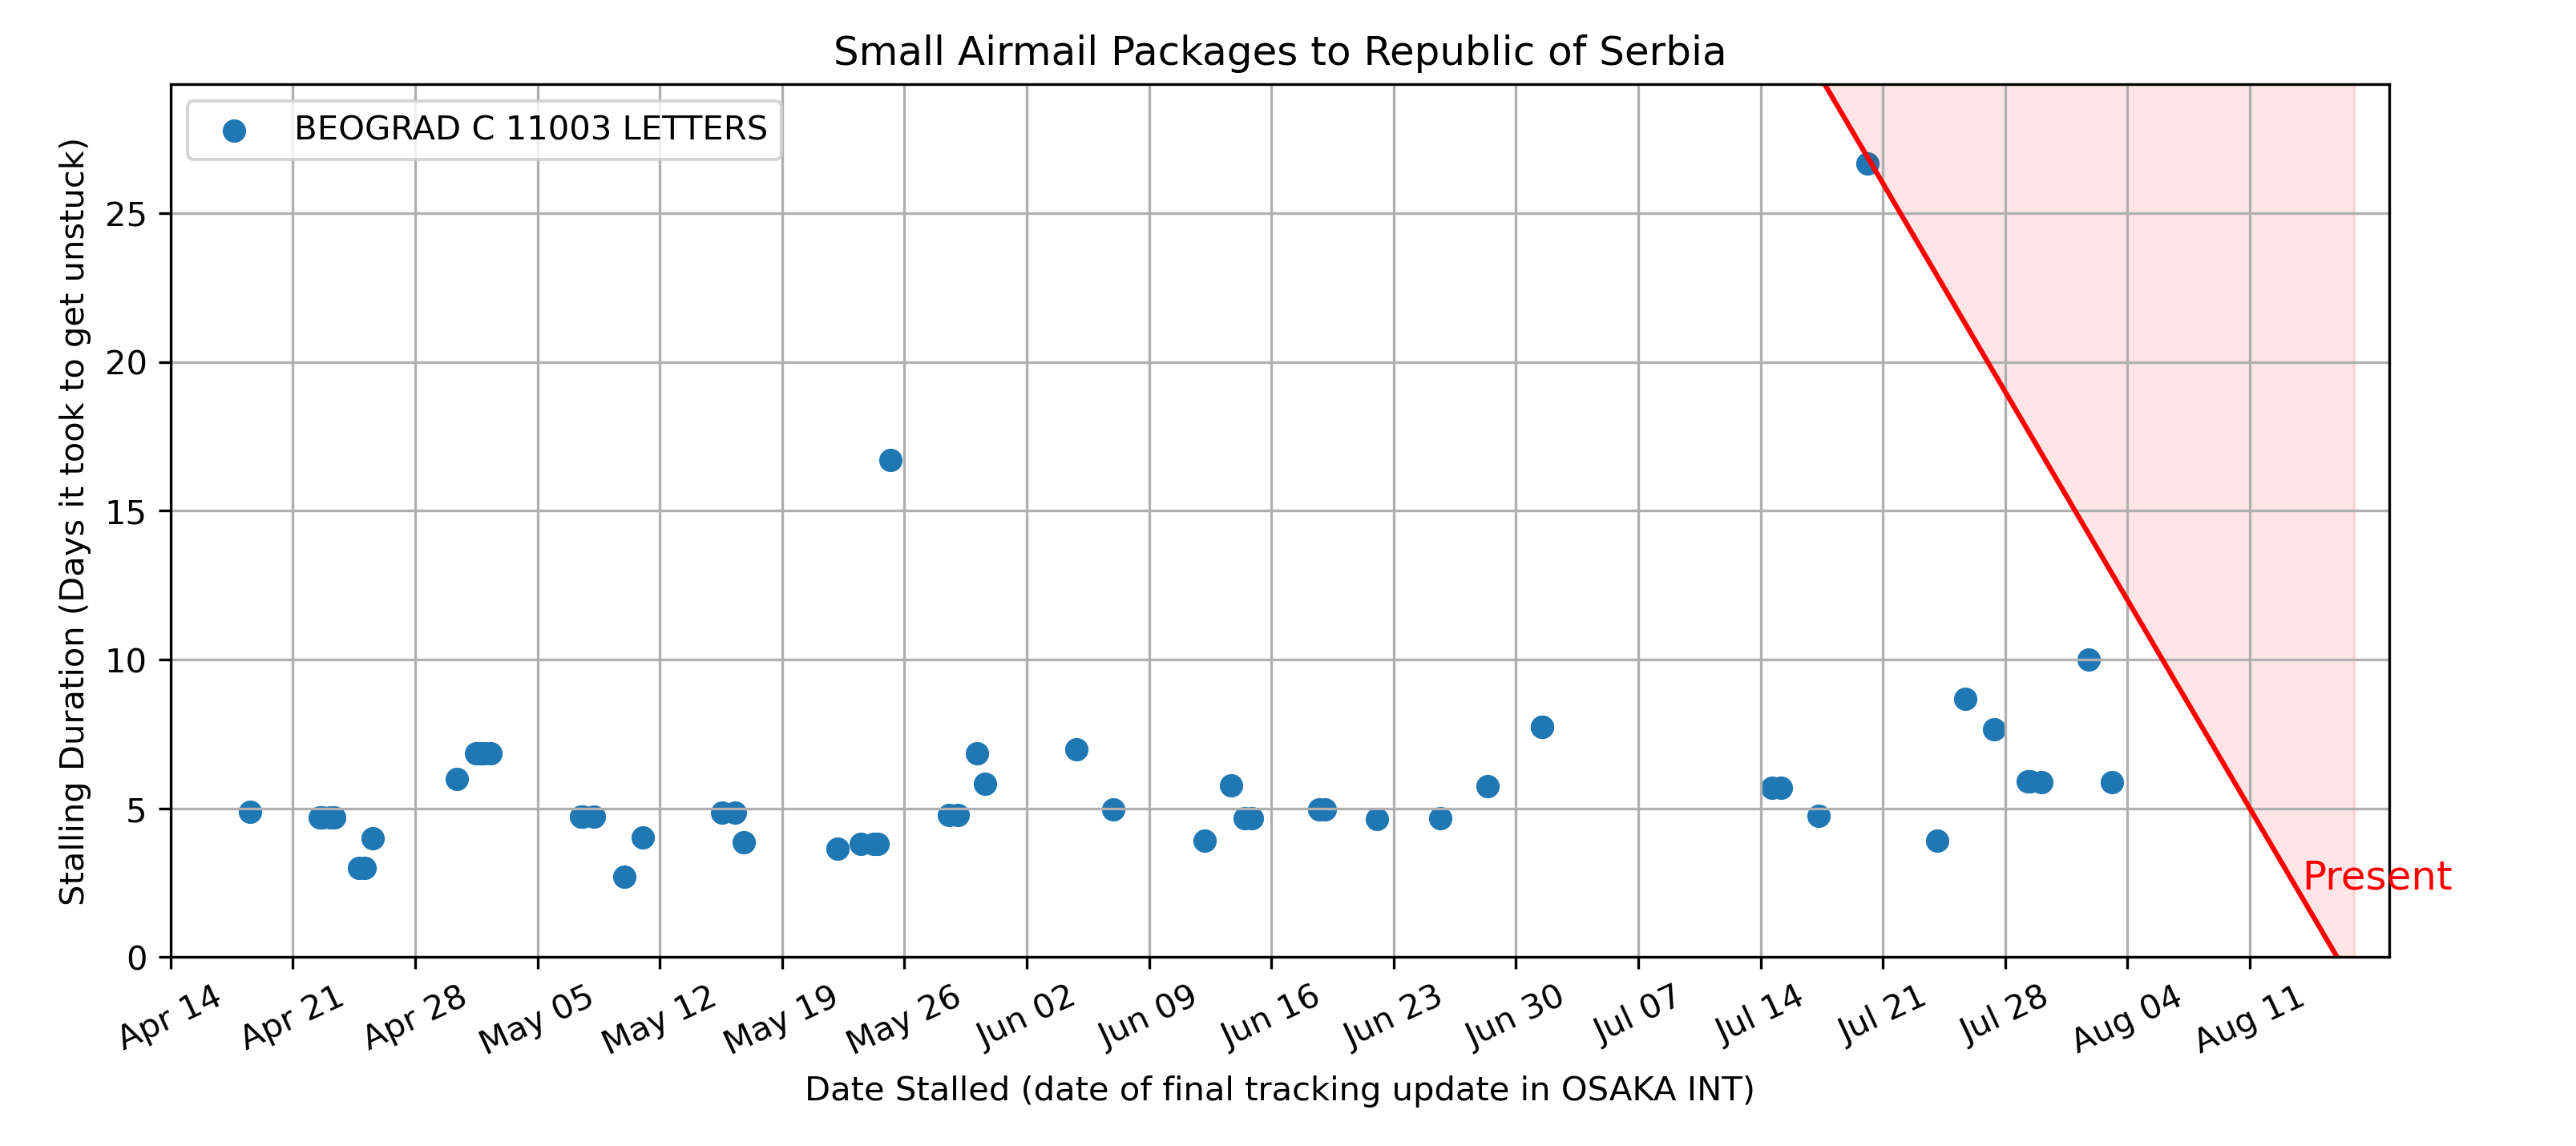 Small Airmail Packages to Republic of Serbia
BEOGRAD C 11003 LETTERS
Stalling Duration (Days it took to get unstuck)
25
20
15
10
5
0
Present
Apr 14
Apr 21
Apr 28
May 05
May 12
May 19
May 26
Jun 02
Jun 09
Jun 16
Jun 23
Jun 30
Jul 07
Jul 14
Jul 21
Jul 28
Aug 04
Aug 11
Date Stalled (date of final tracking update in OSAKA INT)